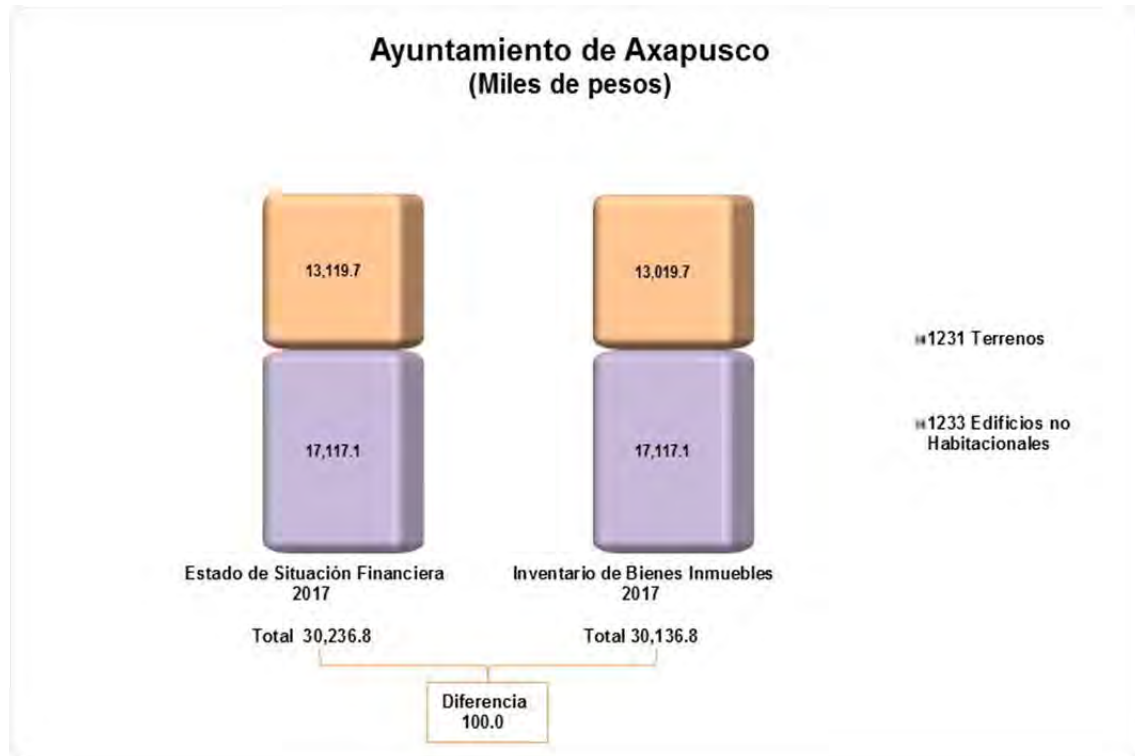 Ayuntamiento de Axapusco
(Miles de pesos)
13,119.7
13,019.7
1231 Terrenos
1233 Edificios no
Habitacionales
17,117.1
17,117.1
Estado de Situación Financiera
2017
Inventario de Bienes Inmuebles
2017
Total 30,236.8
Total 30,136.8
Diferencia
100.0